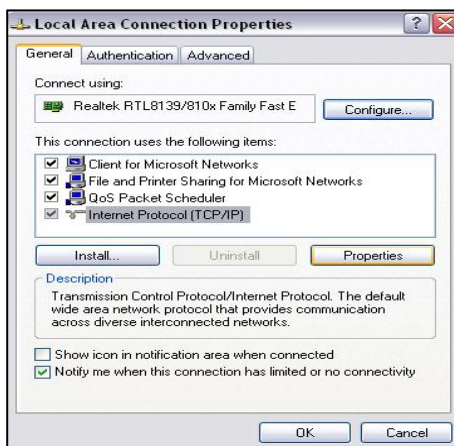 Local Area Connection Properties
General Authentication Advanced
Connect using:
Realtek RTL8139/810x Family Fast E Configure...
This connection uses the following items:
Client for Microsoft Networks
File and Printer Sharing for Microsoft Networks
QoS Packet Scheduler
Internet Protocol (TCP/IP)
Install... Uninstall Properties
Description
Transmission Control Protocol/Internet Protocol. The default
wide area network protocol that provides communication
across diverse interconnected networks.
Show icon in notification area when connected
Notify me when this connection has limited or no connectivity
OK Cancel